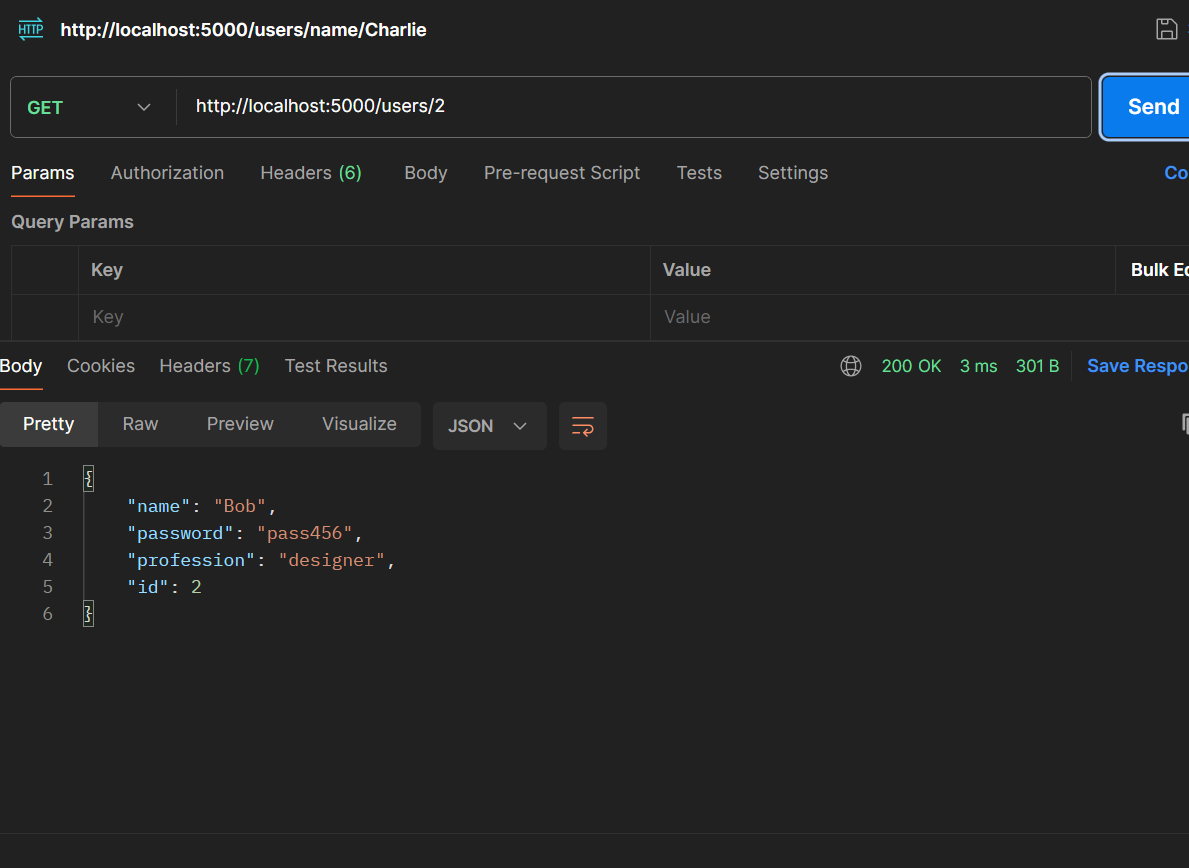 HTTP http://localhost:5000/users/name/Charlie
GET http://localhost:5000/users/2 Send
Params Authorization Headers (6) Body Pre-request Script Tests Settings Co
Query Params
Key Value Bulk Ed
Key Value
Body Cookies Headers (7) Test Results 200 OK 3 ms 301 B Save Respo
Pretty Raw Preview Visualize JSON
1 {
2 "name": "Bob",
3 "password": "pass456",
4 "profession": "designer",
5 "id": 2
6 }